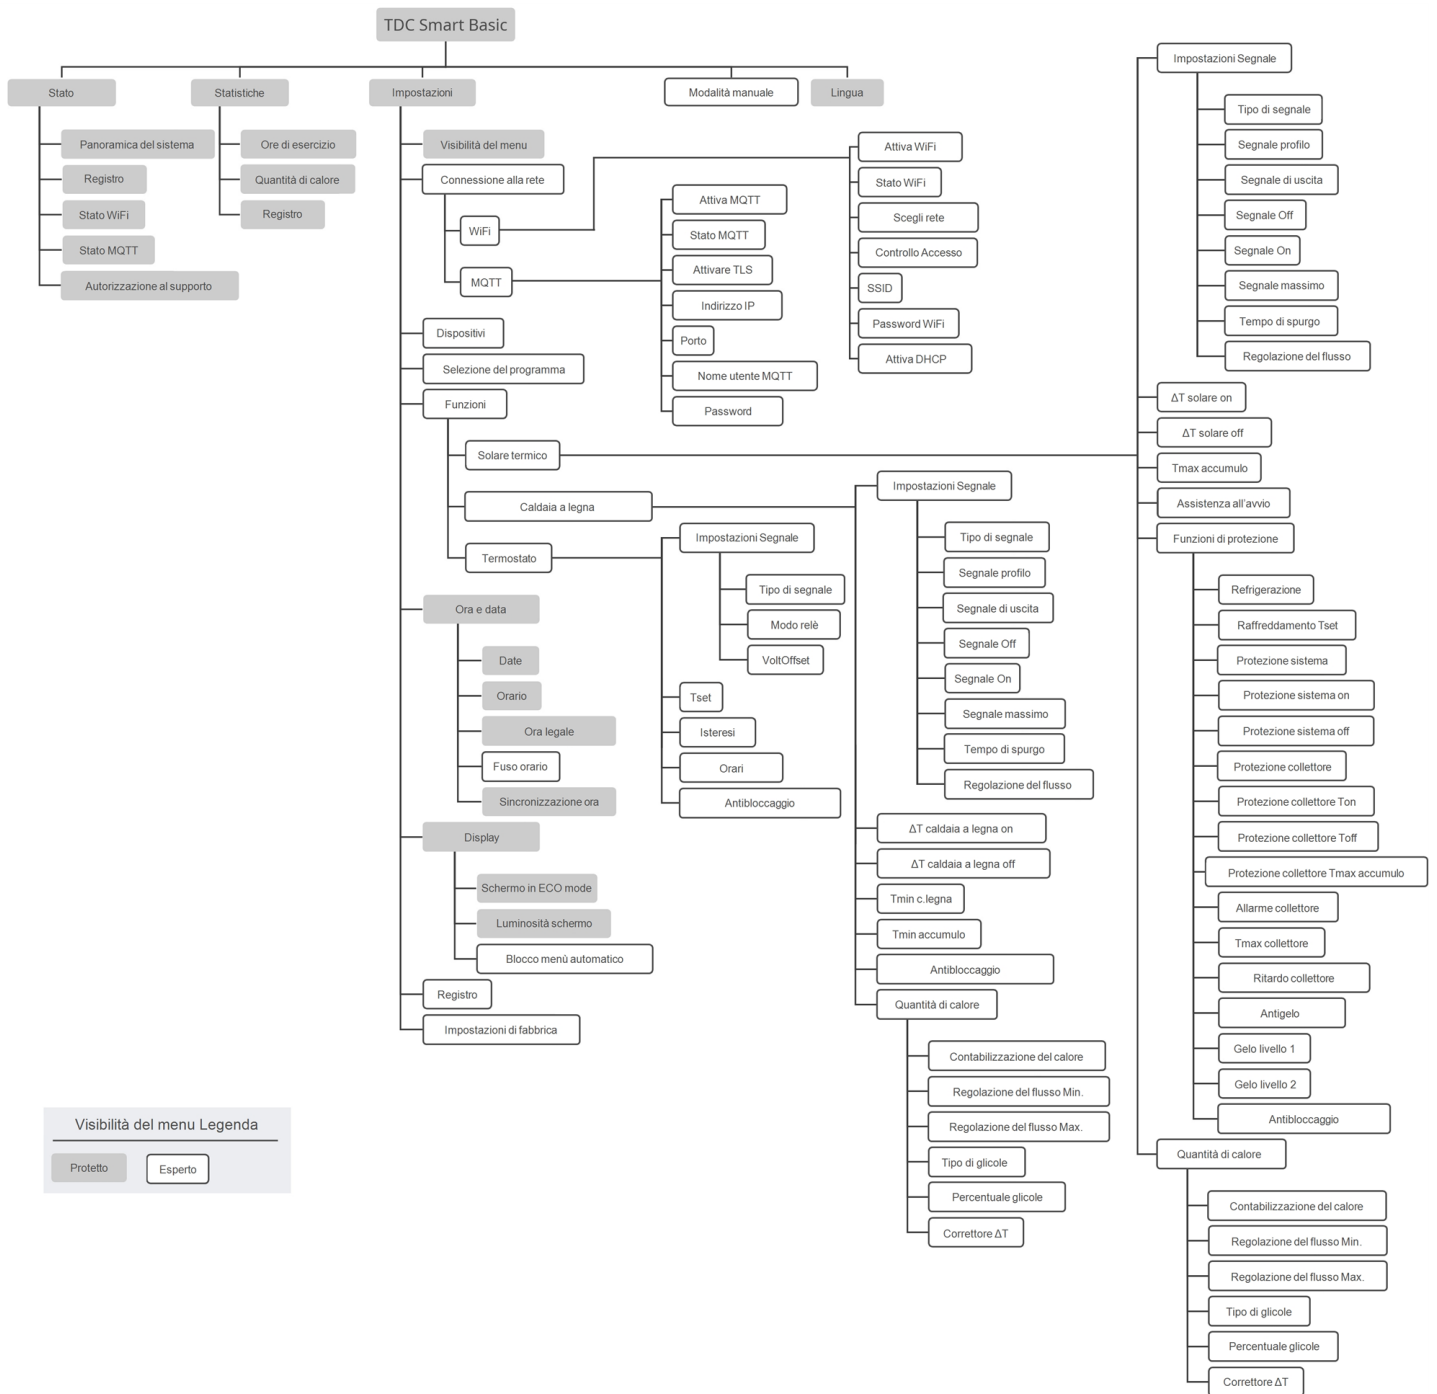 TDC Smart Basic
Stato
Panoramica del sistema
Registro
Stato WiFi
Stato MQTT
Autorizzazione al supporto
Statistiche
Ore di esercizio
Quantità di calore
Registro
Impostazioni
Visibilità del menu
Connessione alla rete
WiFi
Attiva WiFi
Stato WiFi
Scegli rete
Controllo Accesso
SSID
Password WiFi
Attiva DHCP
MQTT
Attiva MQTT
Stato MQTT
Attivare TLS
Indirizzo IP
Porto
Nome utente MQTT
Password
Dispositivi
Selezione del programma
Funzioni
Solare termico
Impostazioni Segnale
Tipo di segnale
Segnale profilo
Segnale di uscita
Segnale Off
Segnale On
Segnale massimo
Tempo di spurgo
Regolazione del flusso
ΔT solare on
ΔT solare off
Tmax accumulo
Assistenza all'avvio
Funzioni di protezione
Refrigerazione
Raffreddamento Tset
Protezione sistema
Protezione sistema on
Protezione sistema off
Protezione collettore
Protezione collettore Ton
Protezione collettore Toff
Protezione collettore Tmax accumulo
Allarme collettore
Tmax collettore
Ritardo collettore
Antigelo
Gelo livello 1
Gelo livello 2
Antibloccaggio
Quantità di calore
Contabilizzazione del calore
Regolazione del flusso Min.
Regolazione del flusso Max.
Tipo di glicole
Percentuale glicole
Correttore ΔT
Caldaia a legna
Impostazioni Segnale
Tipo di segnale
Segnale profilo
Segnale di uscita
Segnale Off
Segnale On
Segnale massimo
Tempo di spurgo
Regolazione del flusso
ΔT caldaia a legna on
ΔT caldaia a legna off
Tmin c.legna
Tmin accumulo
Antibloccaggio
Quantità di calore
Contabilizzazione del calore
Regolazione del flusso Min.
Regolazione del flusso Max.
Tipo di glicole
Percentuale glicole
Correttore ΔT
Termostato
Impostazioni Segnale
Tipo di segnale
Modo relè
VoltOffset
Tset
Isteresi
Orari
Antibloccaggio
Ora e data
Date
Orario
Ora legale
Fuso orario
Sincronizzazione ora
Display
Schermo in ECO mode
Luminosità schermo
Blocco menù automatico
Registro
Impostazioni di fabbrica
Modalità manuale
Lingua
Visibilità del menu Legenda
Protetto
Esperto